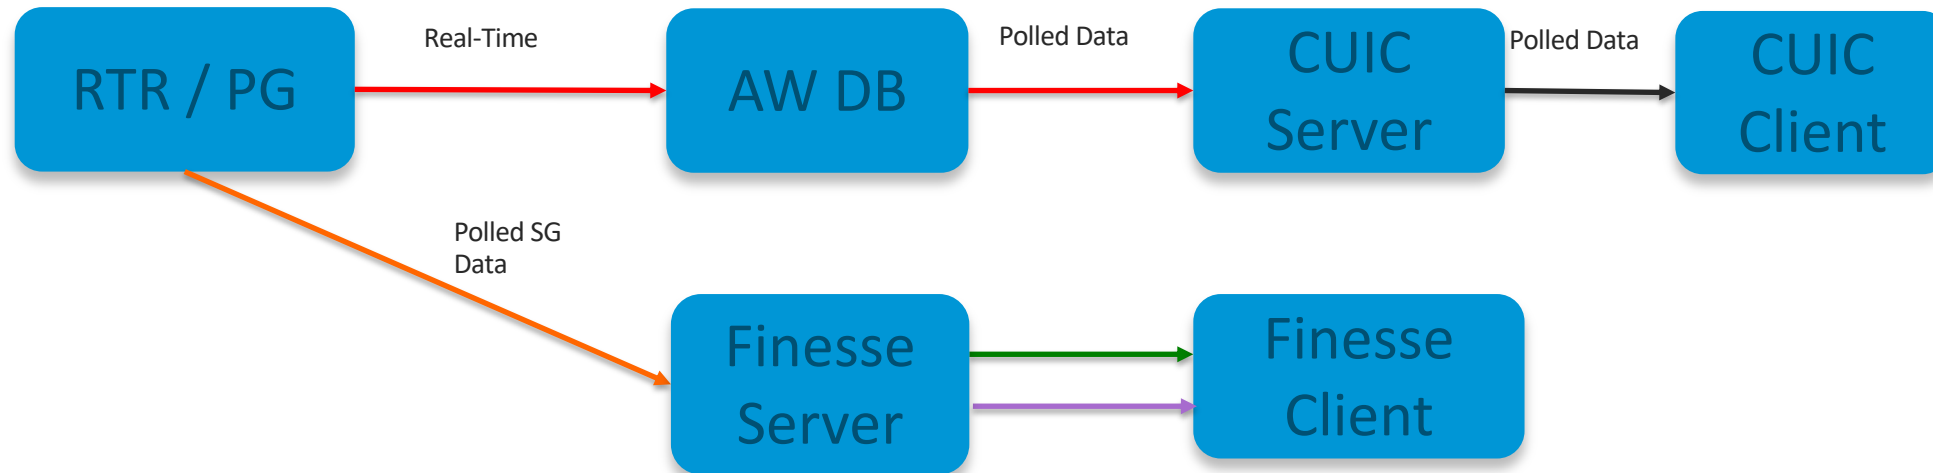 RTR / PG
Real-Time
AW DB
Polled Data
CUIC
Server
Polled Data
CUIC
Client
Polled SG
Data
Finesse
Server
Finesse
Client